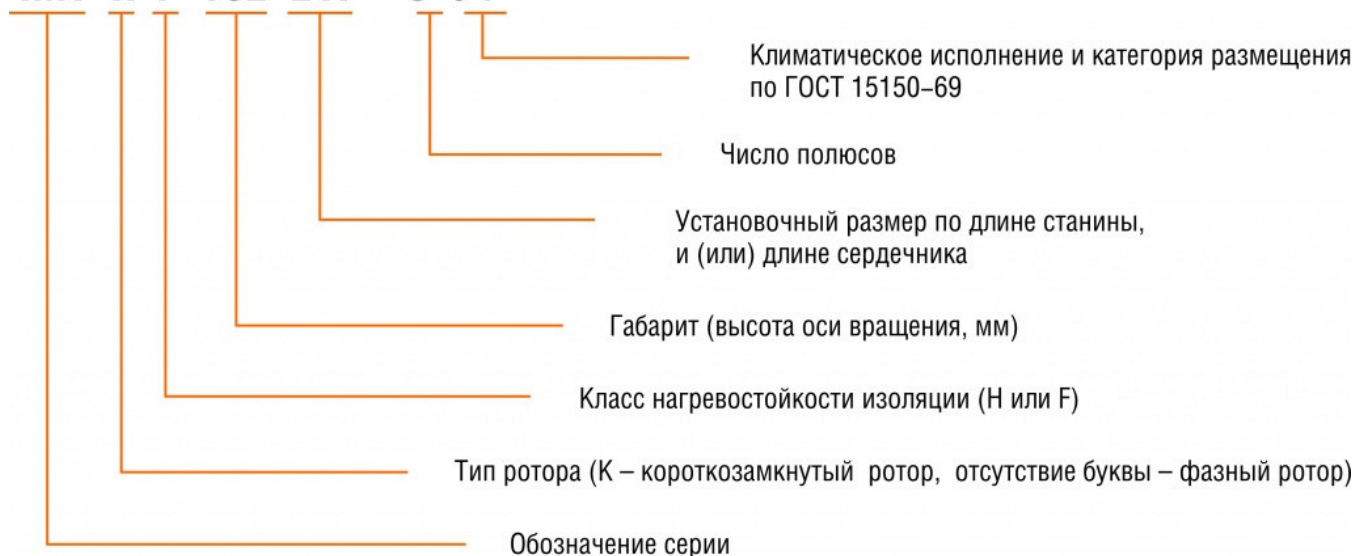 Климатическое исполнение и категория размещения
по ГОСТ 15150–69
Число полюсов
Установочный размер по длине станины,
и (или) длине сердечника
Габарит (высота оси вращения, мм)
Класс нагревостойкости изоляции (Н или F)
Тип ротора (К – короткозамкнутый ротор, отсутствие буквы – фазный ротор)
Обозначение серии